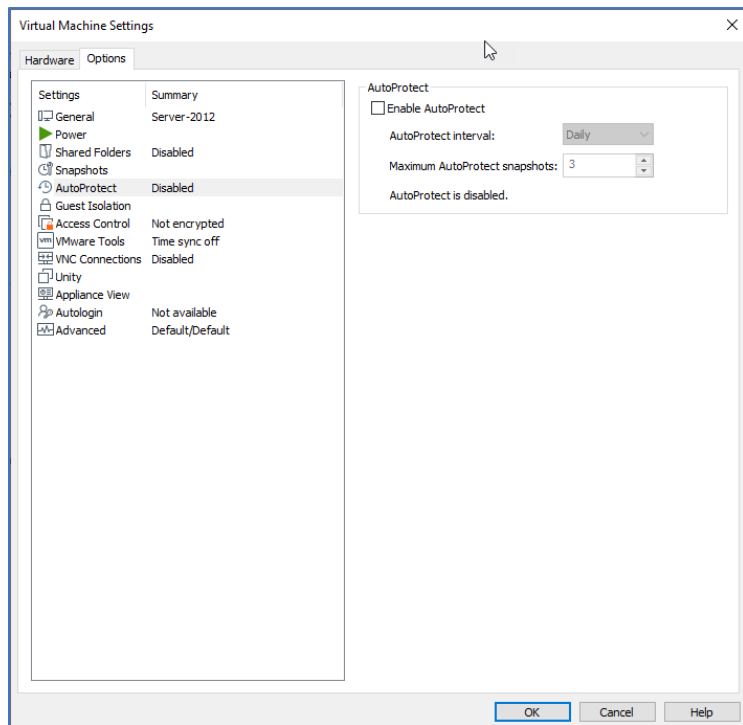 Virtual Machine Settings
Hardware Options
Settings Summary
General Server-2012
Power
Shared Folders Disabled
Snapshots
AutoProtect Disabled
Guest Isolation
Access Control Not encrypted
vm VMware Tools Time sync off
VNC Connections Disabled
Unity
Appliance View
Autologin Not available
Advanced Default/Default
AutoProtect
Enable AutoProtect
AutoProtect interval: Daily
Maximum AutoProtect snapshots: 3
AutoProtect is disabled.
OK Cancel Help